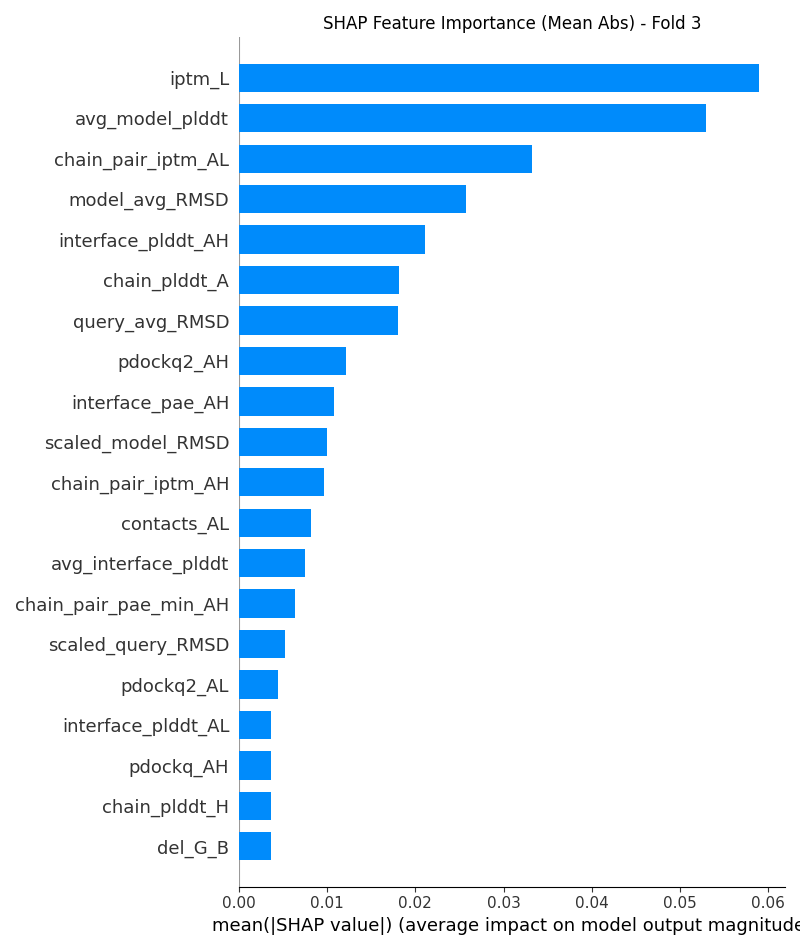 SHAP Feature Importance (Mean Abs) - Fold 3
iptm_L
avg_model_plddt
chain_pair_iptm_AL
model_avg_RMSD
interface_plddt_AH
chain_plddt_A
query_avg_RMSD
pdockq2_AH
interface_pae_AH
scaled_model_RMSD
chain_pair_iptm_AH
contacts_AL
avg_interface_plddt
chain_pair_pae_min_AH
scaled_query_RMSD
pdockq2_AL
interface_plddt_AL
pdockq_AH
chain_plddt_H
del_G_B
0.00 0.01 0.02 0.03 0.04 0.05 0.06
mean(|SHAP value|) (average impact on model output magnitude